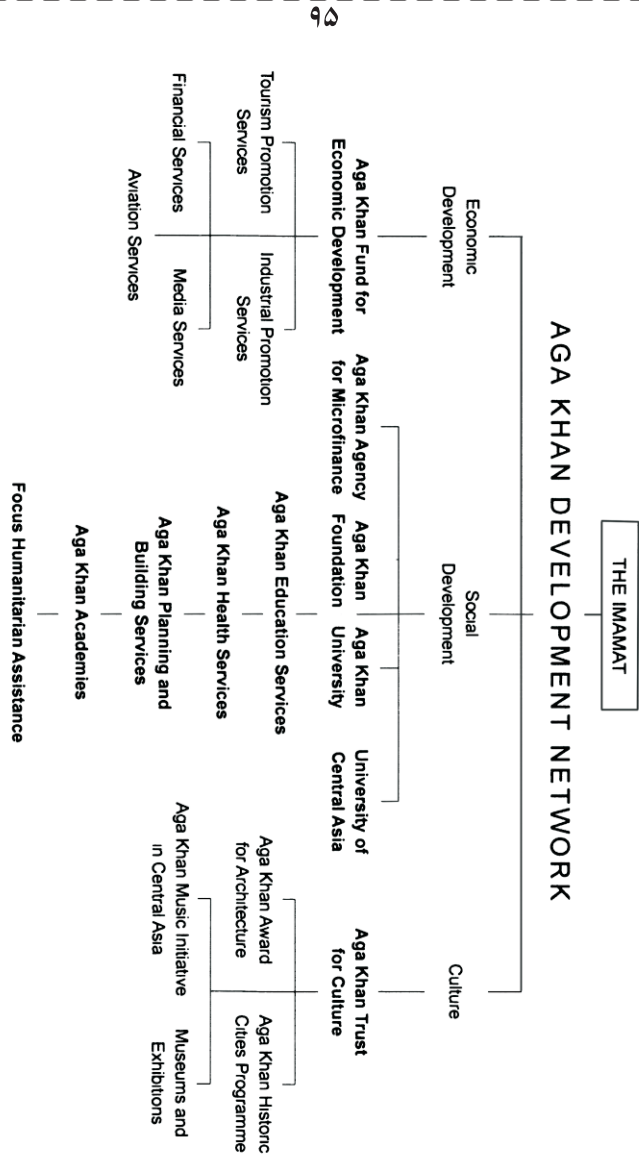 ۹۵
THE IMAMAT
AGA KHAN DEVELOPMENT NETWORK
Economic
Development
Social
Development
Culture
Aga Khan Fund for
Economic Development
Aga Khan Agency
for Microfinance
Aga Khan
Foundation
Aga Khan
University
University of
Central Asia
Aga Khan Trust
for Culture
Tourism Promotion
Services
Industrial Promotion
Services
Financial Services
Media Services
Aviation Services
Aga Khan Education Services
Aga Khan Health Services
Aga Khan Planning and
Building Services
Aga Khan Academies
Focus Humanitarian Assistance
Aga Khan Award
for Architecture
Aga Khan Historic
Cities Programme
Aga Khan Music Initiative
in Central Asia
Museums and
Exhibitions